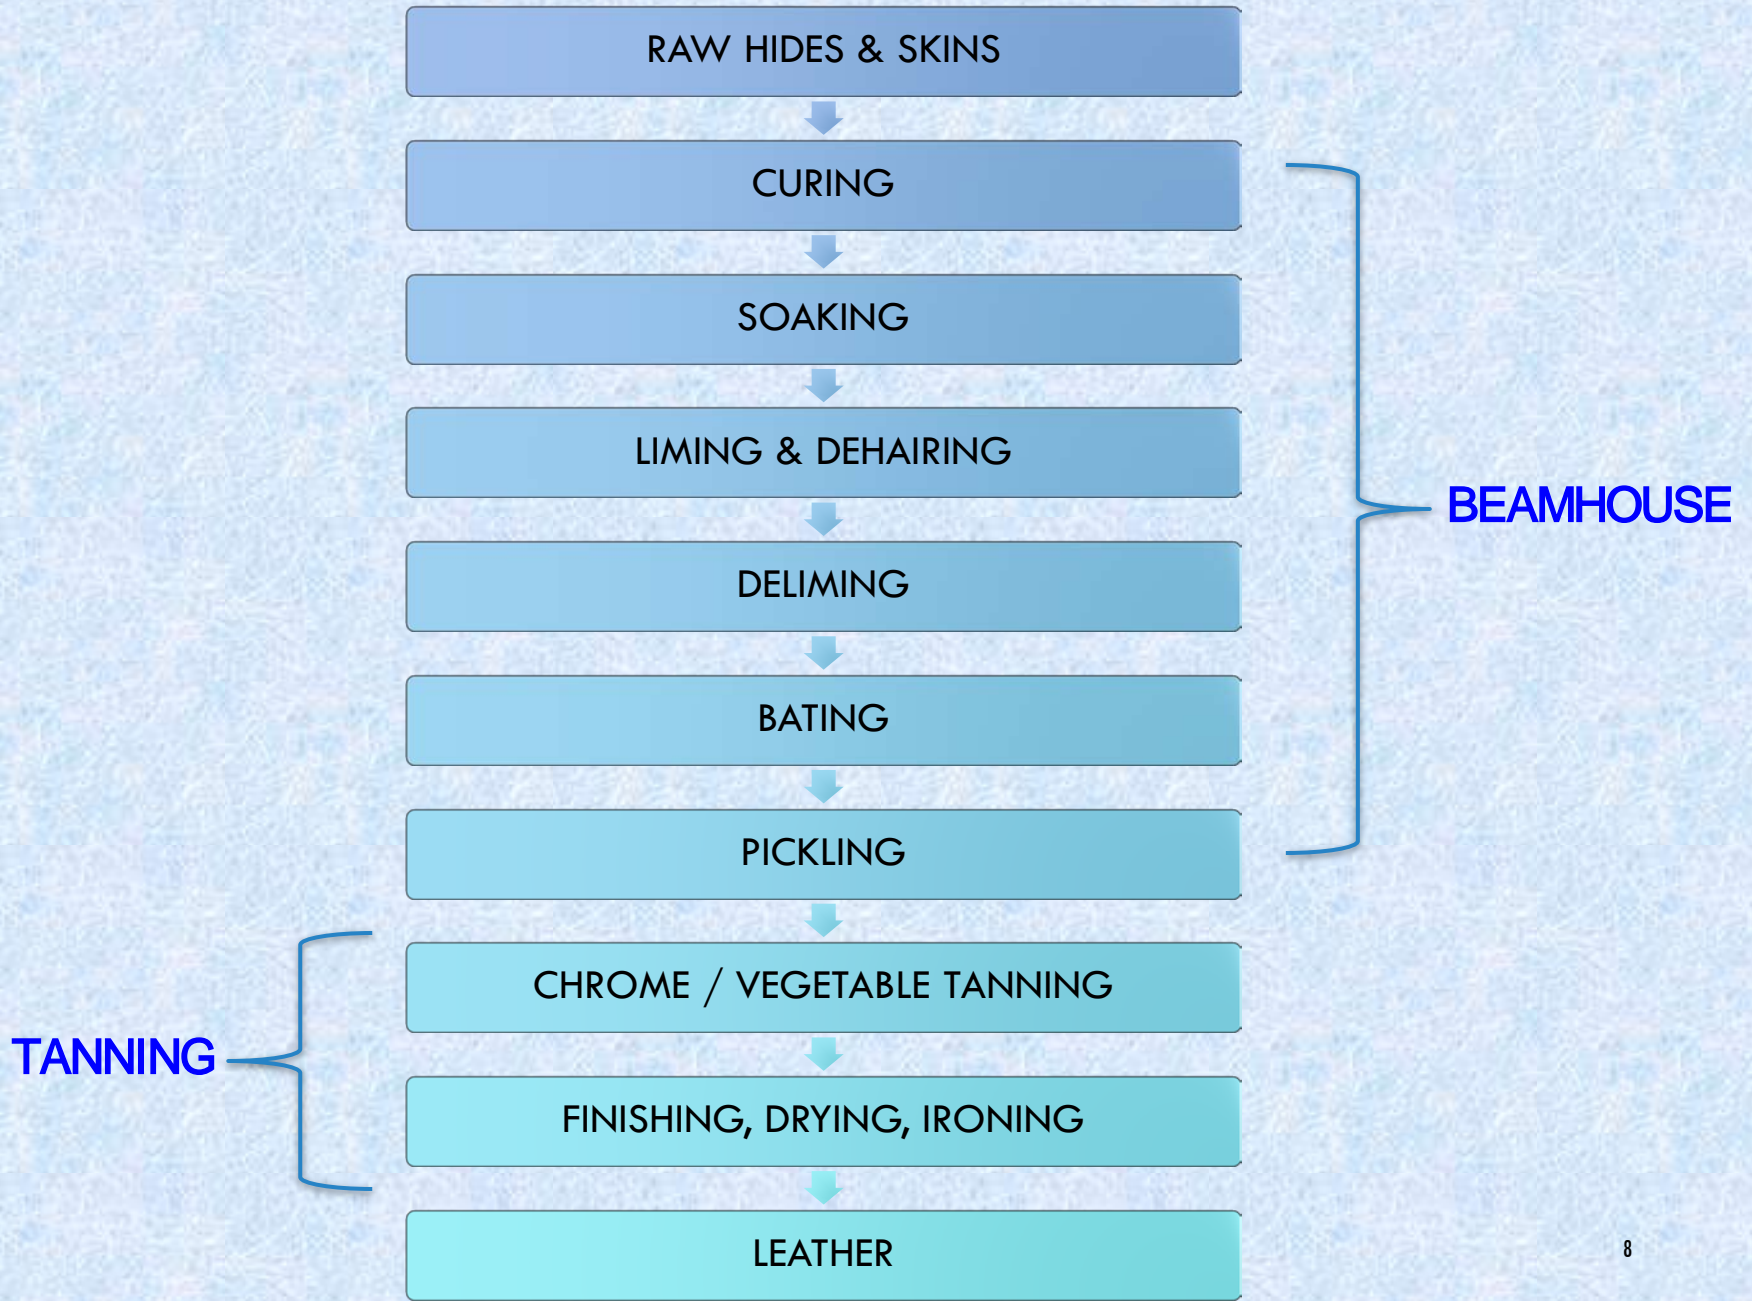 RAW HIDES & SKINS
CURING
SOAKING
LIMING & DEHAIRING
BEAMHOUSE
DELIMING
BATING
PICKLING
CHROME / VEGETABLE TANNING
TANNING
FINISHING, DRYING, IRONING
LEATHER
8